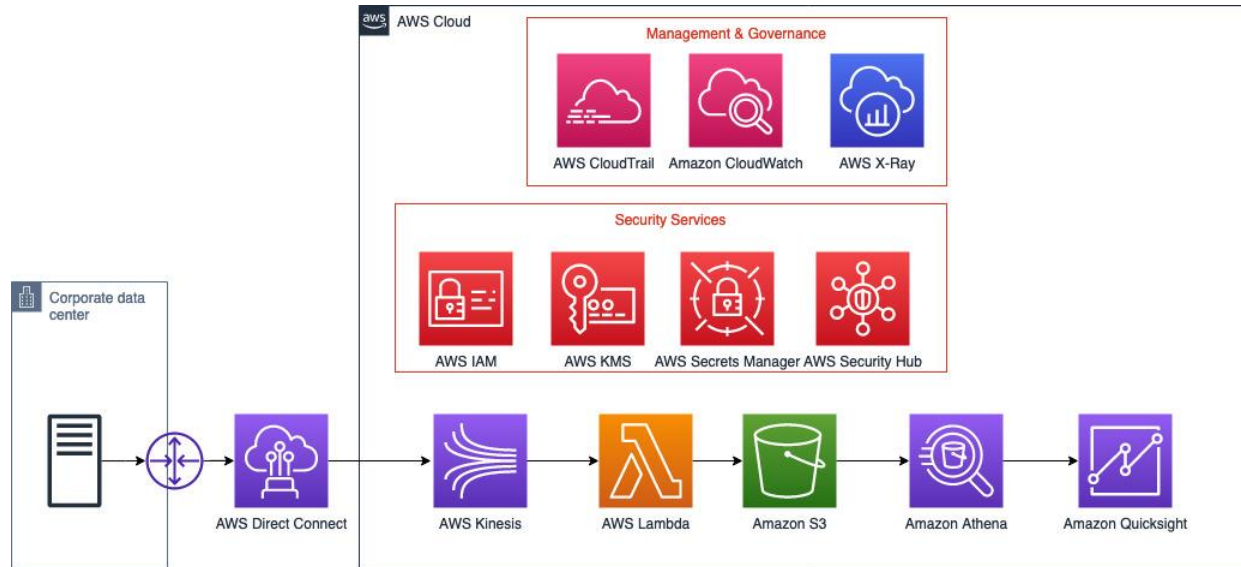 aws
AWS Cloud
Management & Governance
AWS CloudTrail
Amazon CloudWatch
AWS X-Ray
Security Services
AWS IAM
AWS KMS
AWS Secrets Manager
AWS Security Hub
Corporate data
center
AWS Direct Connect
AWS Kinesis
AWS Lambda
Amazon S3
Amazon Athena
Amazon Quicksight